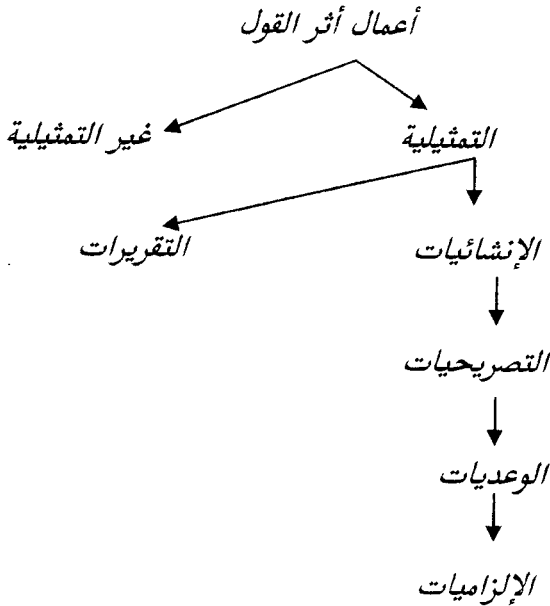 أعمال أثر القول
التمثيلية
غير التمثيلية
الإنشائيات
التقريرات
التصريحيات
الوعديات
الإلزاميات